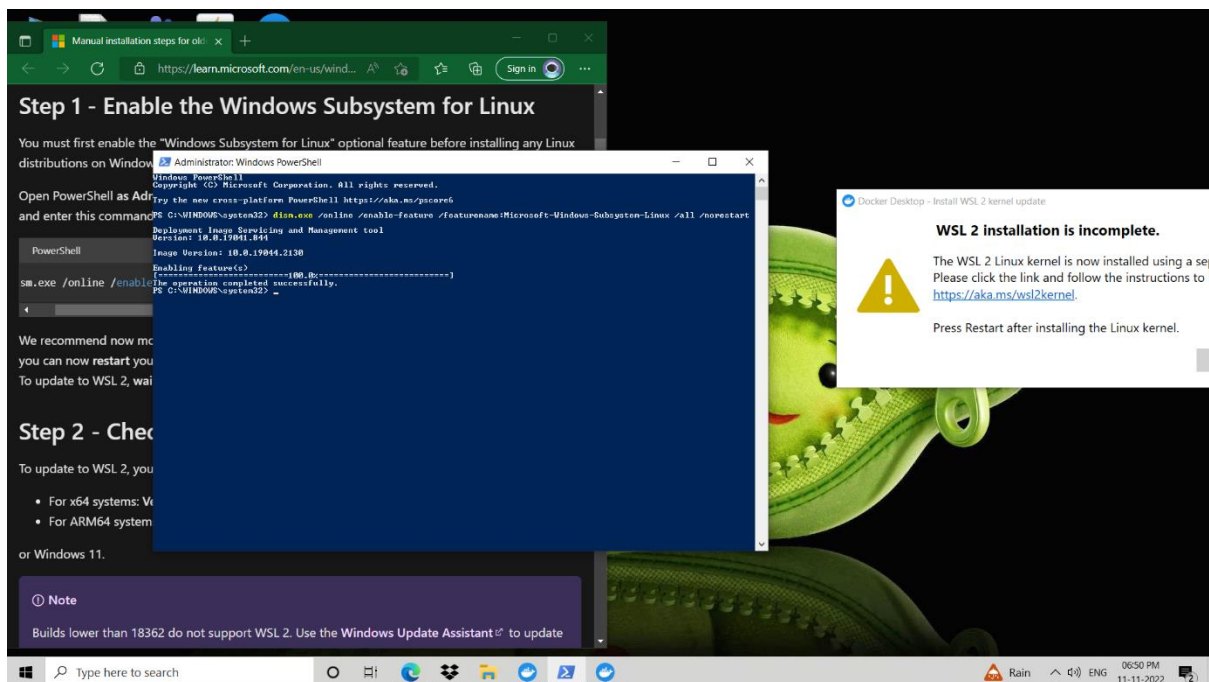 Manual installation steps for old
https://learn.microsoft.com/en-us/wind...
Sign in
Step 1 - Enable the Windows Subsystem for Linux
You must first enable the "Windows Subsystem for Linux" optional feature before installing any Linux
distributions on Window
Open PowerShell as Adr
and enter this command
PowerShell
sm.exe /online /enable
We recommend now mo
you can now restart you
To update to WSL 2, wai
Step 2 - Chec
To update to WSL 2, you
• For x64 systems: Ve
• For ARM64 system
or Windows 11.
Note
Builds lower than 18362 do not support WSL 2. Use the Windows Update Assistant to update
Administrator: Windows PowerShell
Windows PowerShell
Copyright (C) Microsoft Corporation. All rights reserved.
Try the new cross-platform PowerShell https://aka.ms/pscore6
PS C:\WINDOWS\system32> dism.exe /online /enable-feature /featurename:Microsoft-Windows-Subsystem-Linux /all /norestart
Deployment Image Servicing and Management tool
Version: 10.0.19041.844
Image Version: 10.0.19044.2130
Enabling feature(s)
[==========================100.0%==========================]
The operation completed successfully.
PS C:\WINDOWS\system32> _
Docker Desktop - Install WSL 2 kernel update
WSL 2 installation is incomplete.
The WSL 2 Linux kernel is now installed using a sep
Please click the link and follow the instructions to
https://aka.ms/wsl2kernel.
Press Restart after installing the Linux kernel.
Type here to search
Rain
ENG
06:50 PM
11-11-2022
2